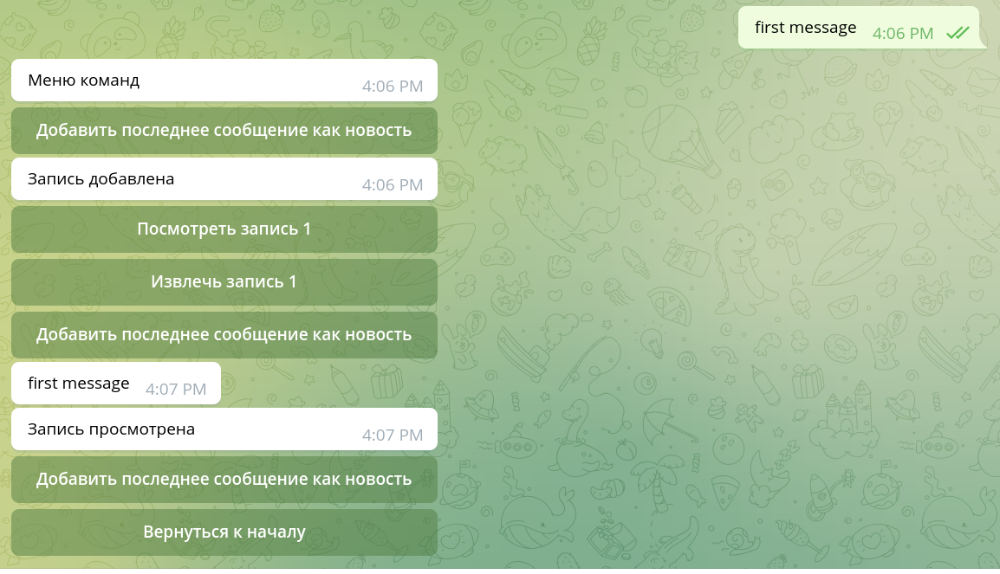 first message 4:06 PM
Меню команд 4:06 PM
Добавить последнее сообщение как новость
Запись добавлена 4:06 PM
Посмотреть запись 1
Извлечь запись 1
Добавить последнее сообщение как новость
first message 4:07 PM
Запись просмотрена 4:07 PM
Добавить последнее сообщение как новость
Вернуться к началу